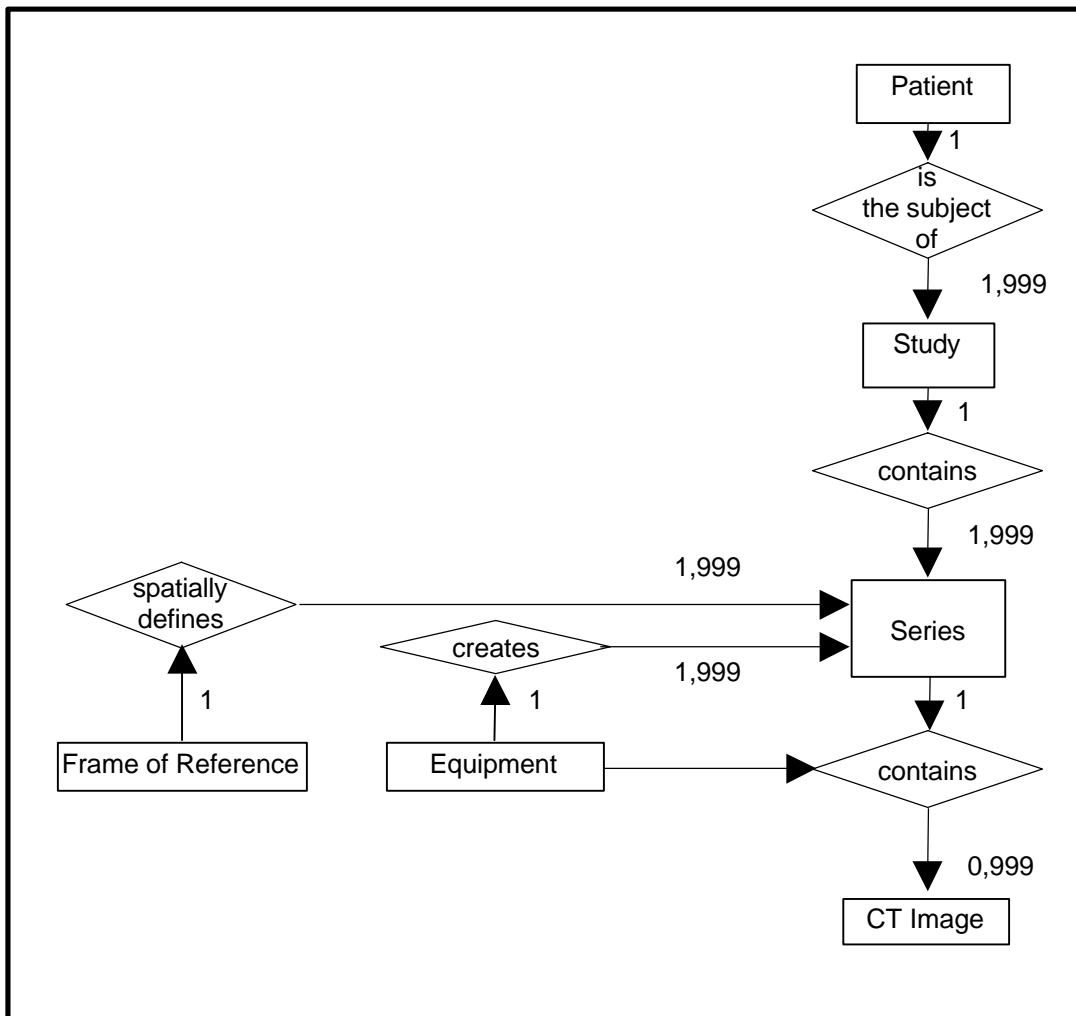 Patient
1
is
the subject
of
1,999
Study
1
contains
1,999
spatially
defines
1,999
creates
1,999
Series
1
1
1
Frame of Reference
Equipment
contains
0,999
CT Image